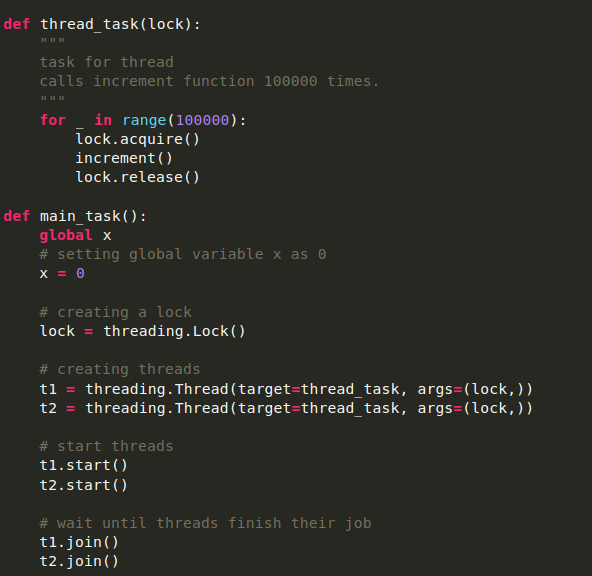 def thread_task(lock):
    """
    task for thread
    calls increment function 100000 times.
    """
    for _ in range(100000):
        lock.acquire()
        increment()
        lock.release()

def main_task():
    global x
    # setting global variable x as 0
    x = 0

    # creating a lock
    lock = threading.Lock()

    # creating threads
    t1 = threading.Thread(target=thread_task, args=(lock,))
    t2 = threading.Thread(target=thread_task, args=(lock,))

    # start threads
    t1.start()
    t2.start()

    # wait until threads finish their job
    t1.join()
    t2.join()